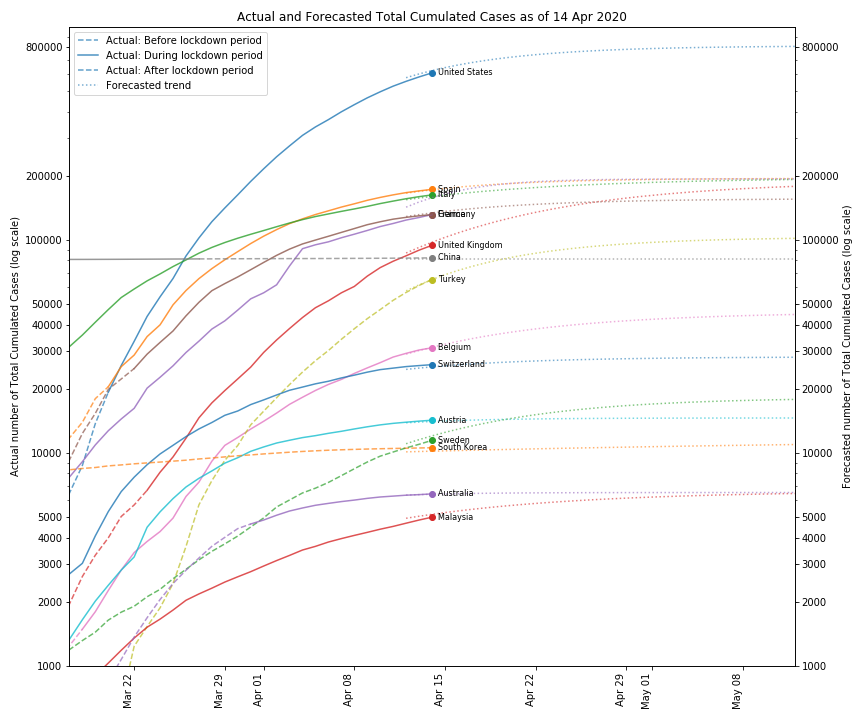 Actual and Forecasted Total Cumulated Cases as of 14 Apr 2020
Actual: Before lockdown period
Actual: During lockdown period
Actual: After lockdown period
Forecasted trend
Actual number of Total Cumulated Cases (log scale)
800000
200000
100000
50000
40000
30000
20000
10000
5000
4000
3000
2000
1000
United States
Spain
Italy
Germany
United Kingdom
China
Turkey
Belgium
Switzerland
Austria
Sweden
South Korea
Australia
Malaysia
800000
200000
100000
50000
40000
30000
20000
10000
5000
4000
3000
2000
1000
Forecasted number of Total Cumulated Cases (log scale)
Mar 22
Mar 29
Apr 01
Apr 08
Apr 15
Apr 22
Apr 29
May 01
May 08